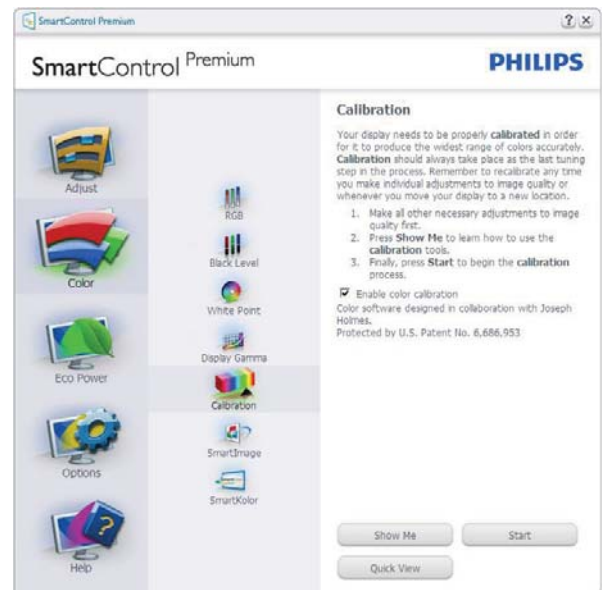 SmartControl Premium
? ×
SmartControl Premium
PHILIPS
Adjust
Color
Eco Power
Options
Help
RGB
Black Level
White Point
Display Gamma
Calibration
SmartImage
SmartKolor
Calibration
Your display needs to be properly calibrated in order
for it to produce the widest range of colors accurately.
Calibration should always take place as the last tuning
step in the process. Remember to recalibrate any time
you make individual adjustments to image quality or
whenever you move your display to a new location.
1. Make all other necessary adjustments to image
quality first.
2. Press Show Me to learn how to use the
calibration tools.
3. Finally, press Start to begin the calibration
process.
Enable color calibration
Color software designed in collaboration with Joseph
Holmes.
Protected by U.S. Patent No. 6,686,953
Show Me
Start
Quick View